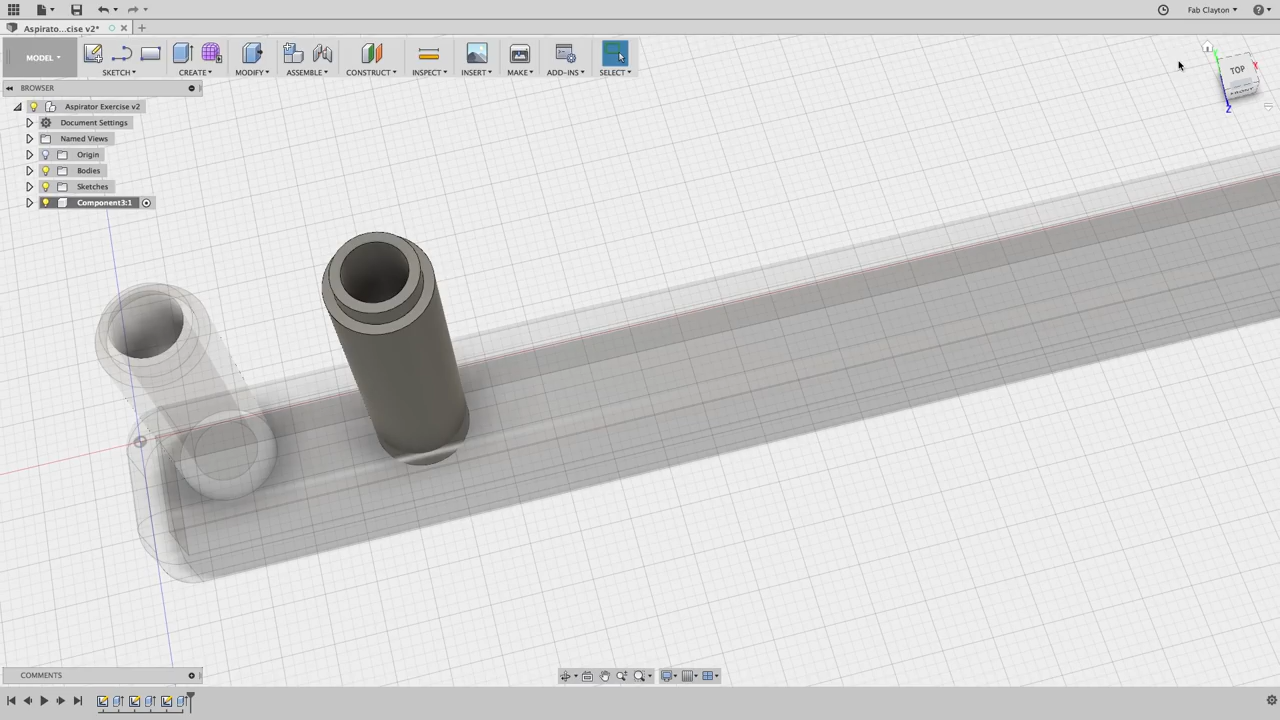 Fab Clayton
Aspirato...cise v2*
MODEL
SKETCH
CREATE
MODIFY
ASSEMBLE
CONSTRUCT
INSPECT
INSERT
MAKE
ADD-INS
SELECT
TOP
FRONT
X
Y
Z
BROWSER
Aspirator Exercise v2
Document Settings
Named Views
Origin
Bodies
Sketches
Component3:1
COMMENTS